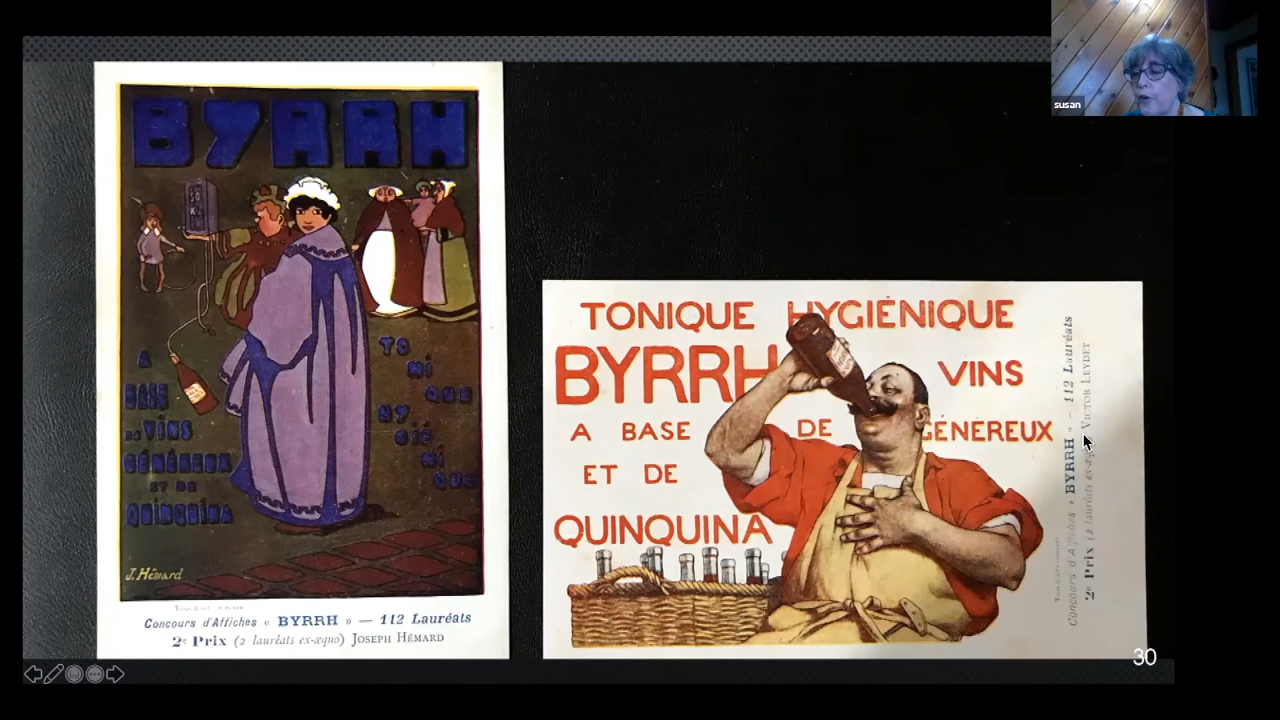 susan
BYRRH
A
BASE
DE VINS
GÉNÉREUX
ET DE
QUINQUINA
TO
NI
QUE
HY
GIÉ
NI
QUE
J. Hémard
Concours d'Affiches « BYRRH » — 112 Lauréats
2e Prix (2 lauréats ex-æquo) JOSEPH HÉMARD
TONIQUE HYGIÉNIQUE
BYRRH VINS
A BASE DE GÉNÉREUX
ET DE
QUINQUINA
Concours d'Affiches « BYRRH » — 112 Lauréats
2e Prix (2 lauréats ex-æquo) VICTOR LEYDET
30